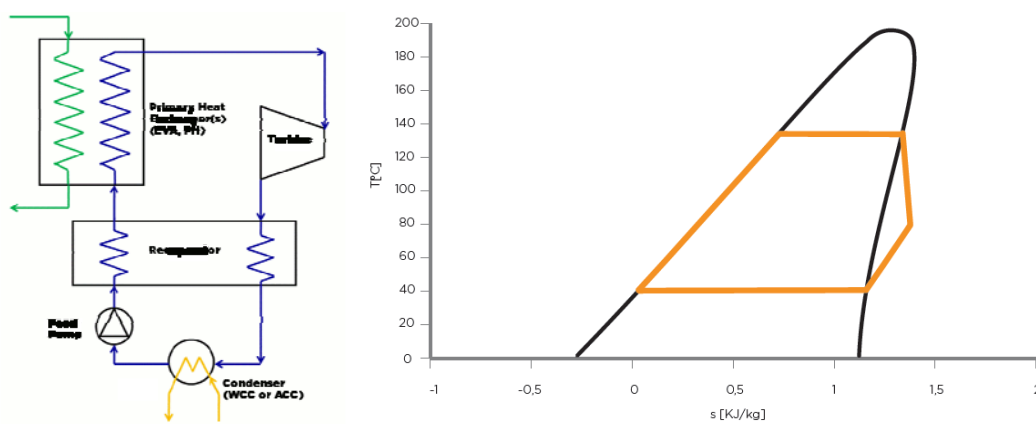 Primary Heat
Exchanger(s)
(EVA, PH)
Turbine
Recuperator
Feed
Pump
Condenser
(WCC or ACC)
T[°C]
200
180
160
140
120
100
80
60
40
20
0
-1
-0,5
0
0,5
1
1,5
2
s [KJ/kg]